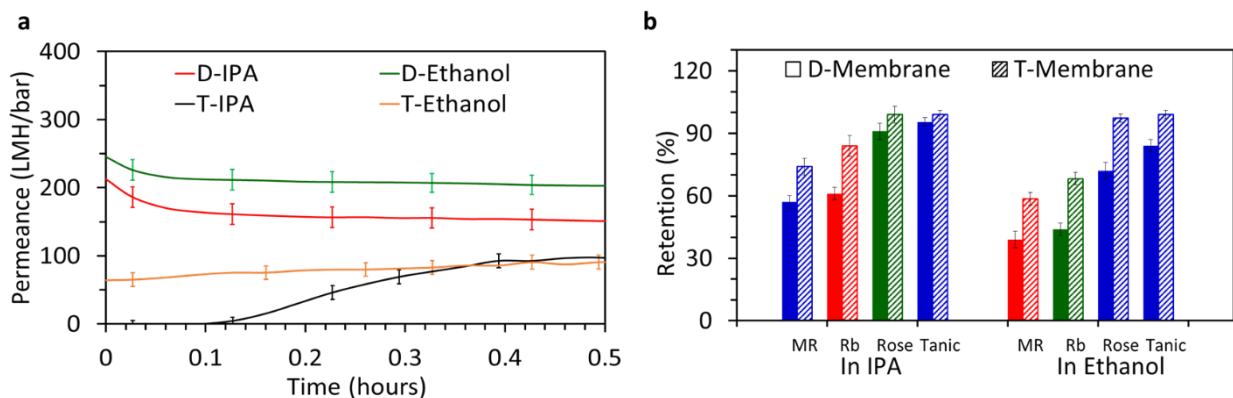 a
400
300
200
100
0
Permeance (LMH/bar)
D-IPA
D-Ethanol
T-IPA
T-Ethanol
0 0.1 0.2 0.3 0.4 0.5
Time (hours)
b
120
90
60
30
0
Retention (%)
D-Membrane
T-Membrane
MR Rb Rose Tanic MR Rb Rose Tanic
In IPA In Ethanol